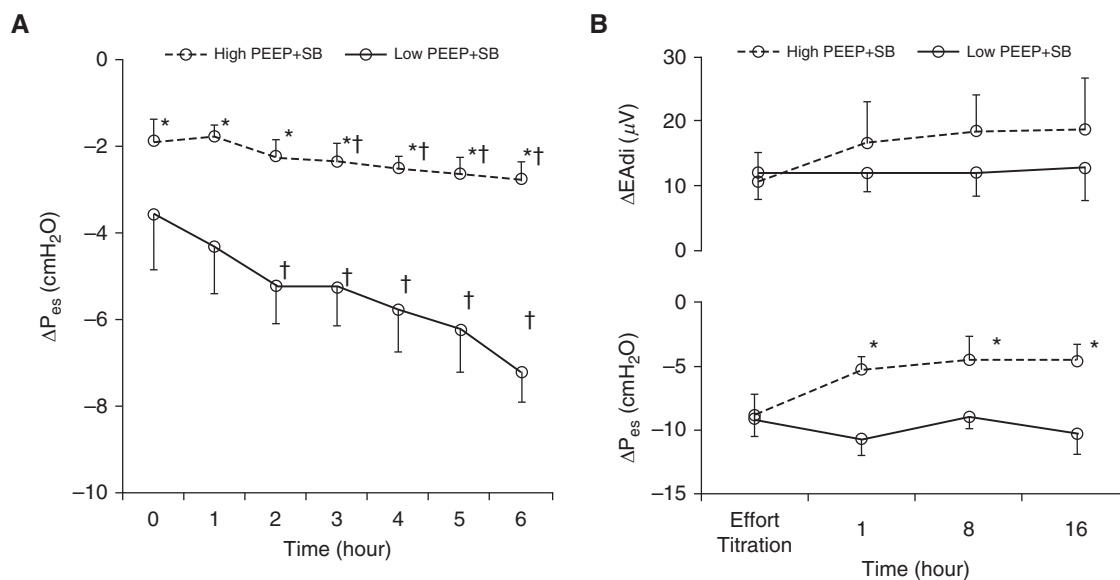 A
High PEEP+SB
Low PEEP+SB
0
–2
–4
–6
–8
–10
ΔPes (cmH2O)
* * * *† *† *† *†
† † † † †
0 1 2 3 4 5 6
Time (hour)
B
High PEEP+SB
Low PEEP+SB
30
20
10
0
ΔEAdi (μV)
0
–5
–10
–15
ΔPes (cmH2O)
* * *
Effort
Titration
1 8 16
Time (hour)